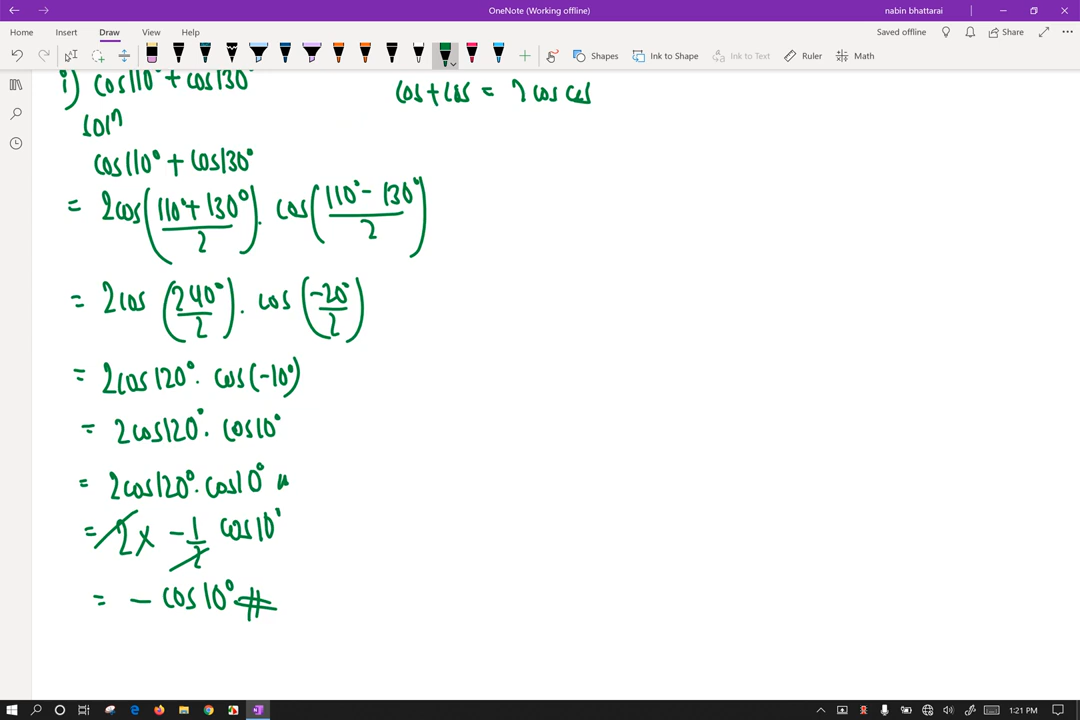 OneNote (Working offline)
nabin bhattarai
Home Insert Draw View Help
Saved offline
Share
Shapes
Ink to Shape
Ink to Text
Ruler
Math
i) cos110° + cos130°
cos + cos = 2 cos cos
solⁿ
cos110° + cos130°
= 2cos((110° + 130°)/2) . cos((110° - 130°)/2)
= 2cos (240°/2) . cos (-20°/2)
= 2cos120° . cos(-10°)
= 2cos120° . cos10°
= 2cos120° . cos10°
= 2 x -1/2 cos10°
= - cos10° #
1:21 PM